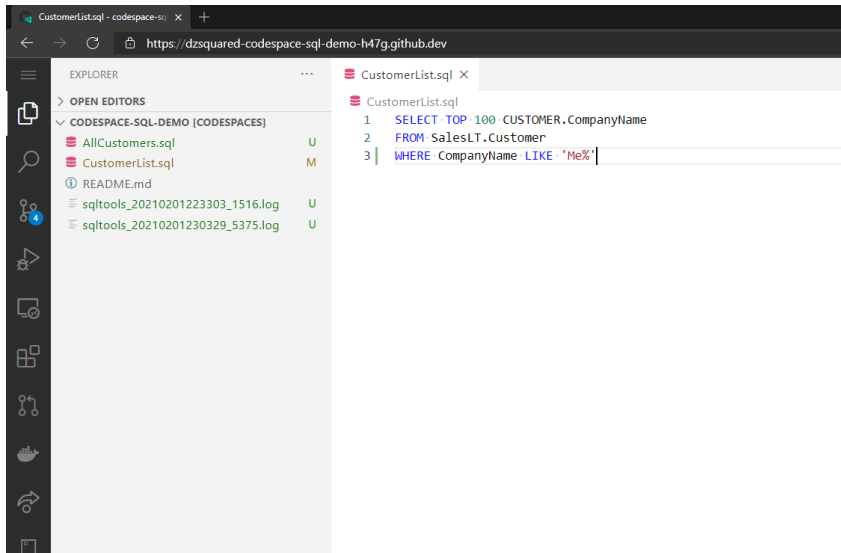 CustomerList.sql - codespace-sq
https://dzsquared-codespace-sql-demo-h47g.github.dev
EXPLORER
OPEN EDITORS
CODESPACE-SQL-DEMO [CODESPACES]
AllCustomers.sql U
CustomerList.sql M
README.md
sqltools_20210201223303_1516.log U
sqltools_20210201230329_5375.log U
4
CustomerList.sql
CustomerList.sql
1 SELECT TOP 100 CUSTOMER.CompanyName
2 FROM SalesLT.Customer
3 WHERE CompanyName LIKE 'Me%'